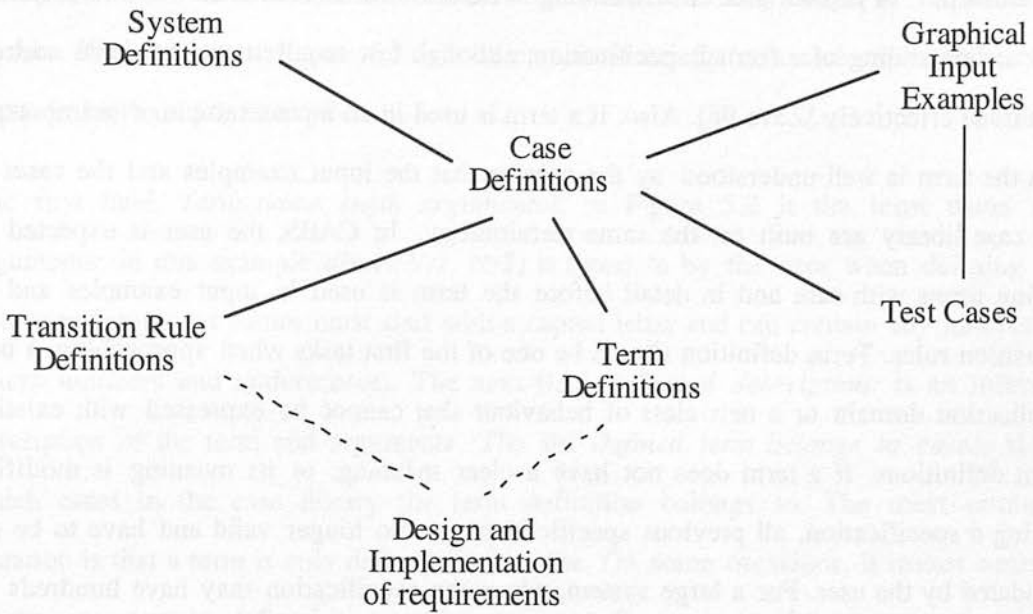 System
Definitions
Graphical
Input
Examples
Case
Definitions
Transition Rule
Definitions
Term
Definitions
Test Cases
Design and
Implementation
of requirements